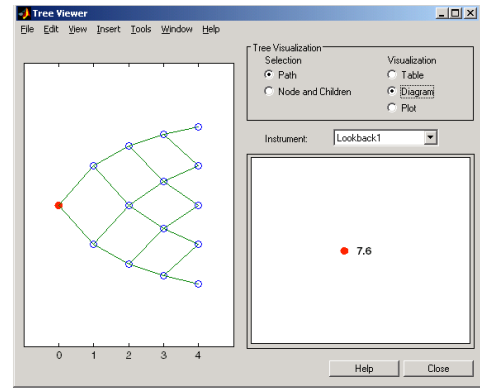 Tree Viewer
File Edit View Insert Tools Window Help
Tree Visualization
Selection
Visualization
Path
Table
Node and Children
Diagram
Plot
Instrument: Lookback1
7.6
0 1 2 3 4
Help Close